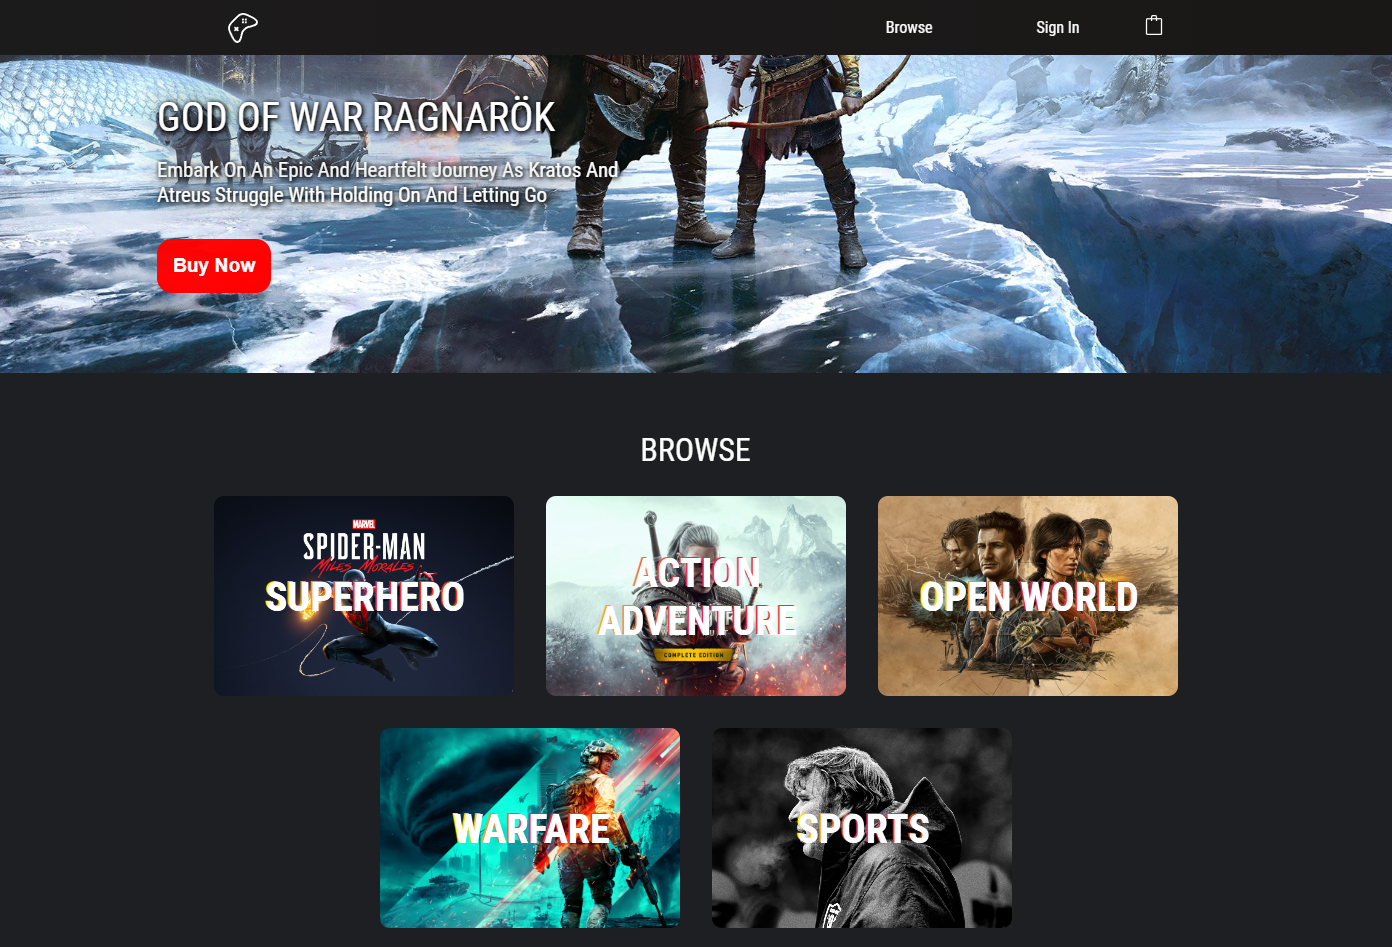 Browse
Sign In
GOD OF WAR RAGNARÖK
Embark On An Epic And Heartfelt Journey As Kratos And
Atreus Struggle With Holding On And Letting Go
Buy Now
BROWSE
MARVEL
SPIDER-MAN
MILES MORALES
SUPERHERO
ACTION
ADVENTURE
COMPLETE EDITION
OPEN WORLD
WARFARE
SPORTS